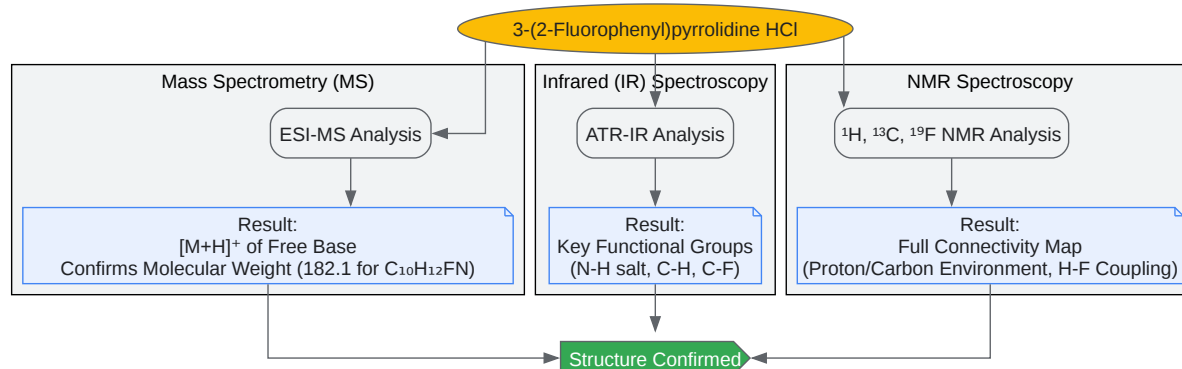 3-(2-Fluorophenyl)pyrrolidine HCl
Mass Spectrometry (MS)
Infrared (IR) Spectroscopy
NMR Spectroscopy
ESI-MS Analysis
ATR-IR Analysis
¹H, ¹³C, ¹⁹F NMR Analysis
Result:
[M+H]⁺ of Free Base
Confirms Molecular Weight (182.1 for C₁₀H₁₂FN)
Result:
Key Functional Groups
(N-H salt, C-H, C-F)
Result:
Full Connectivity Map
(Proton/Carbon Environment, H-F Coupling)
Structure Confirmed